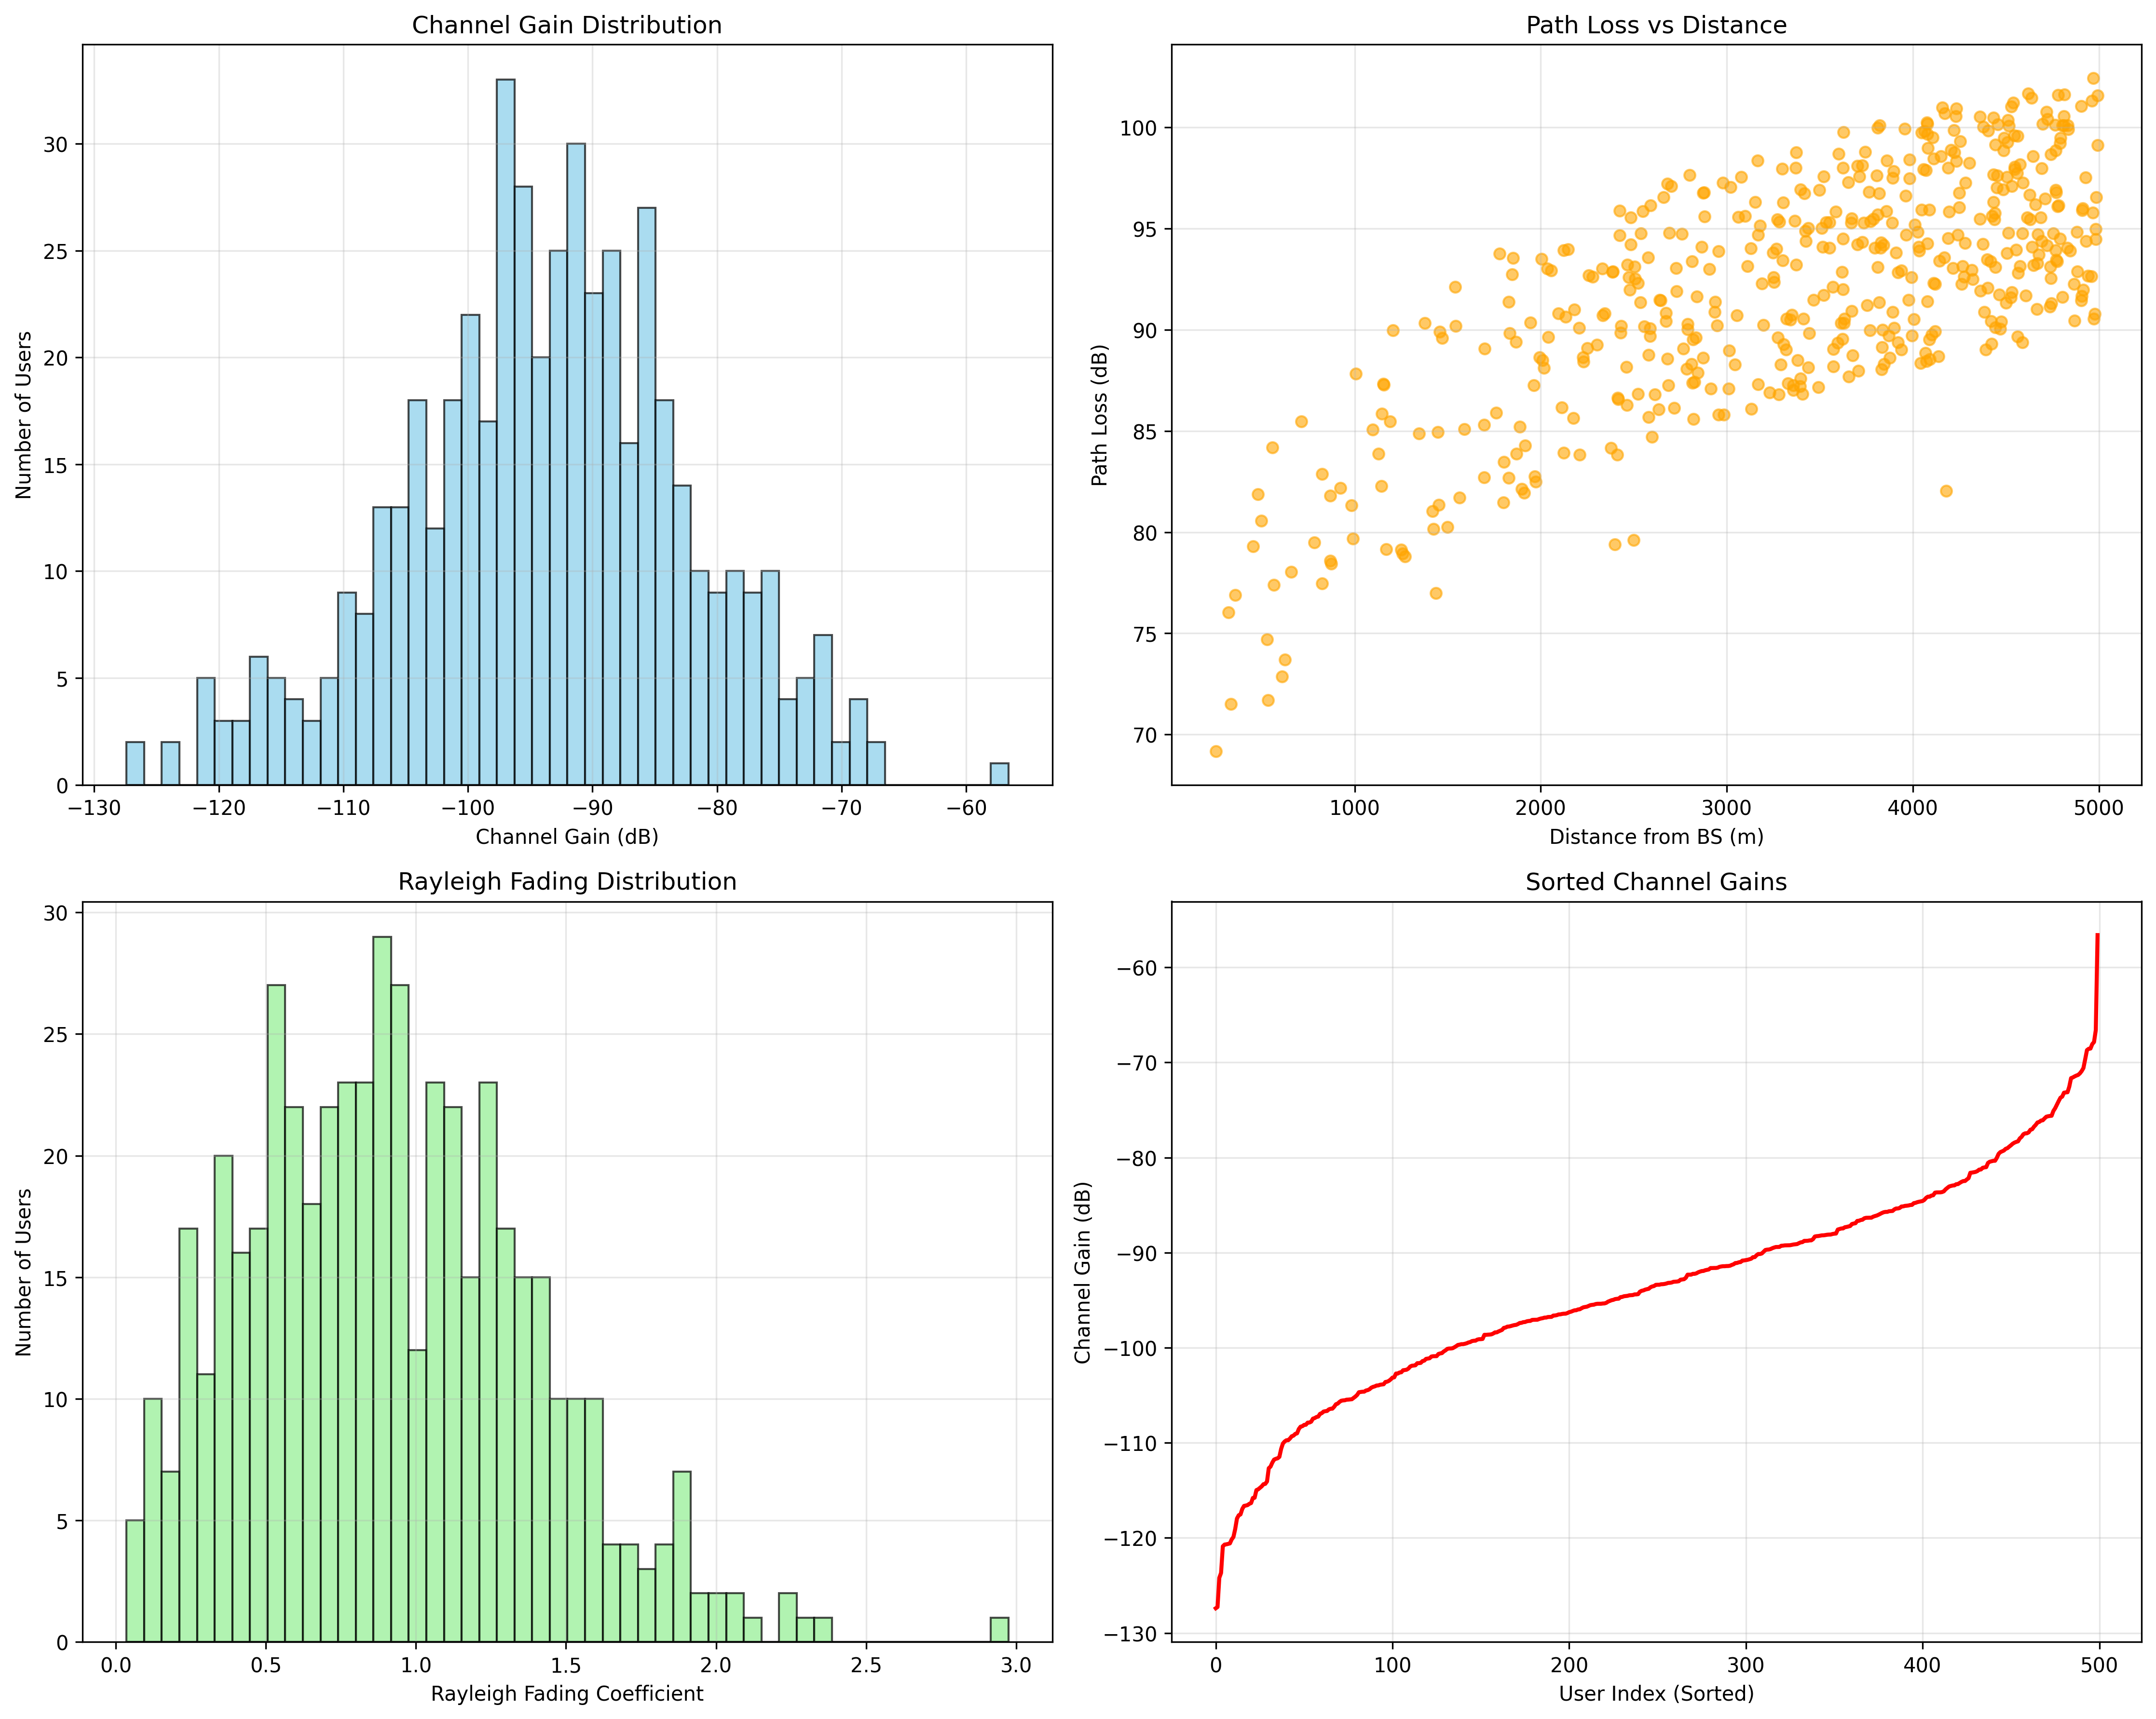 Channel Gain Distribution
Number of Users
30
25
20
15
10
5
0
−130 −120 −110 −100 −90 −80 −70 −60
Channel Gain (dB)
Path Loss vs Distance
Path Loss (dB)
100
95
90
85
80
75
70
1000 2000 3000 4000 5000
Distance from BS (m)
Rayleigh Fading Distribution
Number of Users
30
25
20
15
10
5
0
0.0 0.5 1.0 1.5 2.0 2.5 3.0
Rayleigh Fading Coefficient
Sorted Channel Gains
Channel Gain (dB)
−60
−70
−80
−90
−100
−110
−120
−130
0 100 200 300 400 500
User Index (Sorted)